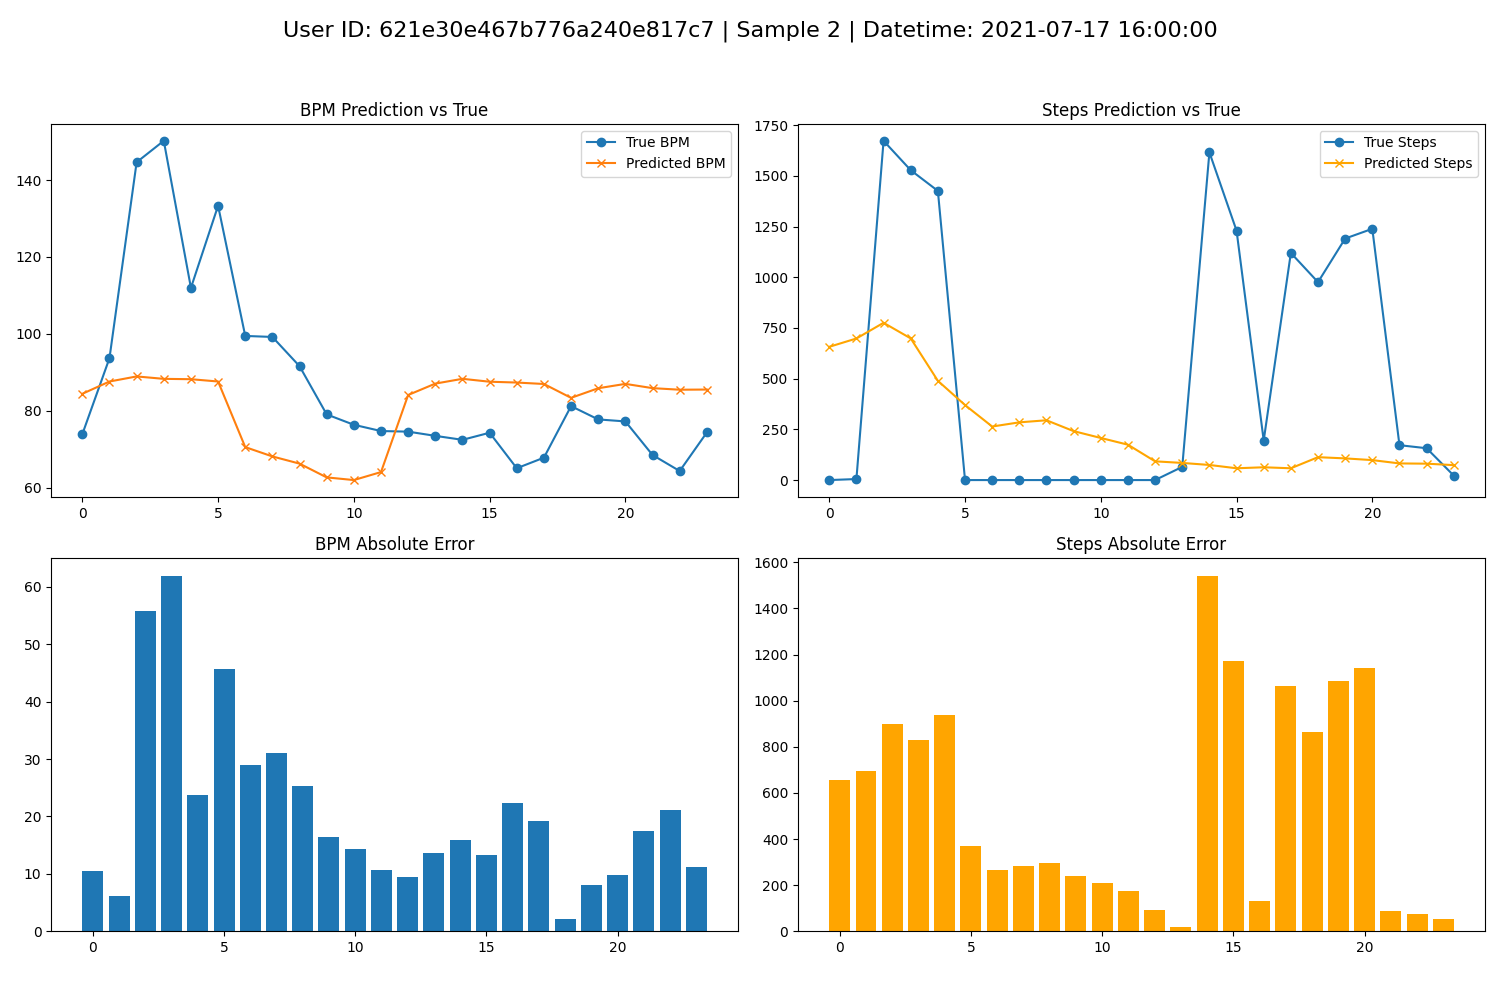 User ID: 621e30e467b776a240e817c7 | Sample 2 | Datetime: 2021-07-17 16:00:00
BPM Prediction vs True
True BPM
Predicted BPM
140
120
100
80
60
0 5 10 15 20
Steps Prediction vs True
True Steps
Predicted Steps
1750
1500
1250
1000
750
500
250
0
0 5 10 15 20
BPM Absolute Error
60
50
40
30
20
10
0
0 5 10 15 20
Steps Absolute Error
1600
1400
1200
1000
800
600
400
200
0
0 5 10 15 20